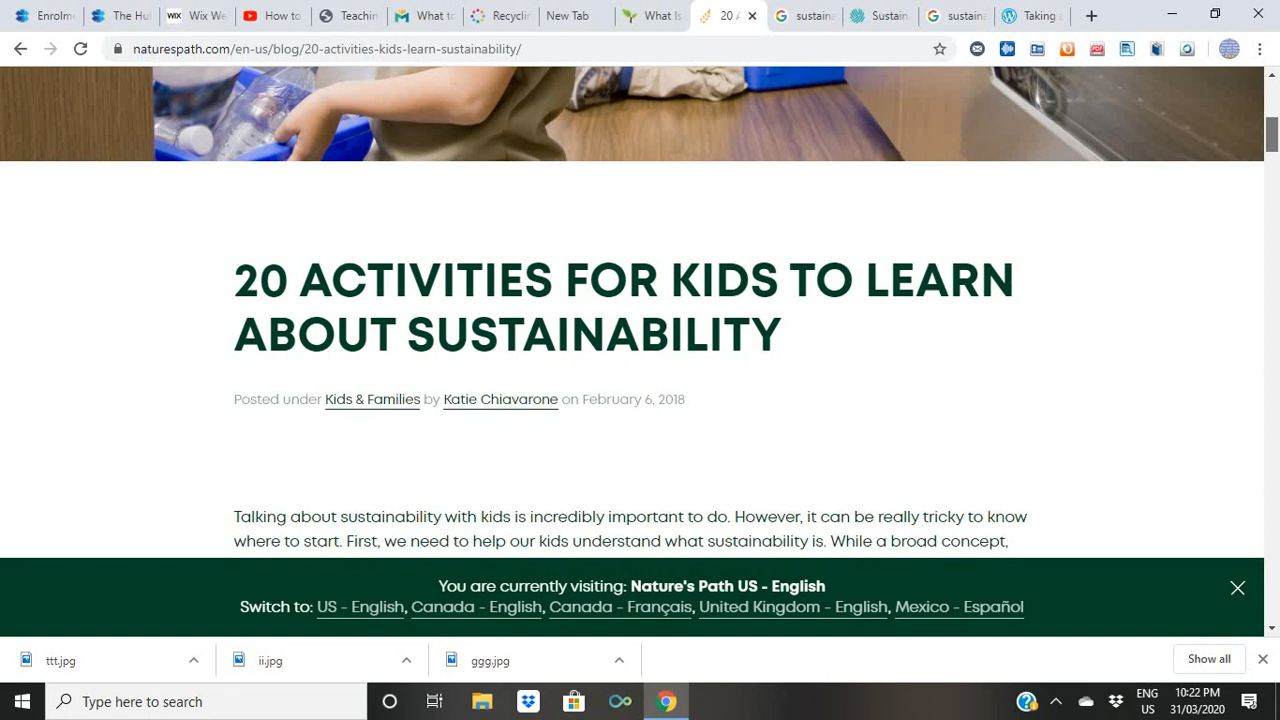 Enrolm
The Hu
WIX Wix We
How to
Teachin
What to
Recyclin
New Tab
What Is
20 A
sustaina
Sustain
sustaina
Taking a
naturespath.com/en-us/blog/20-activities-kids-learn-sustainability/
20 ACTIVITIES FOR KIDS TO LEARN
ABOUT SUSTAINABILITY
Posted under Kids & Families by Katie Chiavarone on February 6, 2018
Talking about sustainability with kids is incredibly important to do. However, it can be really tricky to know
where to start. First, we need to help our kids understand what sustainability is. While a broad concept,
You are currently visiting: Nature's Path US - English
Switch to: US - English, Canada - English, Canada - Français, United Kingdom - English, Mexico - Español
ttt.jpg
ii.jpg
ggg.jpg
Show all
Type here to search
ENG
US
10:22 PM
31/03/2020